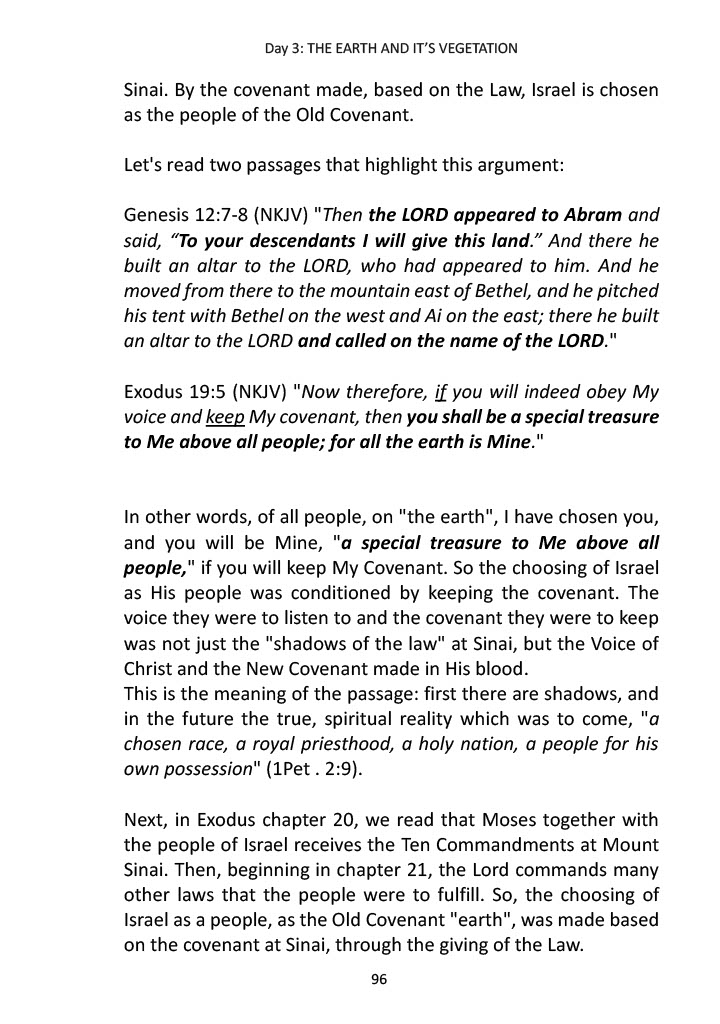 Day 3: THE EARTH AND IT'S VEGETATION
Sinai. By the covenant made, based on the Law, Israel is chosen
as the people of the Old Covenant.
Let's read two passages that highlight this argument:
Genesis 12:7-8 (NKJV) "Then the LORD appeared to Abram and
said, “To your descendants I will give this land.” And there he
built an altar to the LORD, who had appeared to him. And he
moved from there to the mountain east of Bethel, and he pitched
his tent with Bethel on the west and Ai on the east; there he built
an altar to the LORD and called on the name of the LORD."
Exodus 19:5 (NKJV) "Now therefore, if you will indeed obey My
voice and keep My covenant, then you shall be a special treasure
to Me above all people; for all the earth is Mine."
In other words, of all people, on "the earth", I have chosen you,
and you will be Mine, "a special treasure to Me above all
people," if you will keep My Covenant. So the choosing of Israel
as His people was conditioned by keeping the covenant. The
voice they were to listen to and the covenant they were to keep
was not just the "shadows of the law" at Sinai, but the Voice of
Christ and the New Covenant made in His blood.
This is the meaning of the passage: first there are shadows, and
in the future the true, spiritual reality which was to come, "a
chosen race, a royal priesthood, a holy nation, a people for his
own possession" (1Pet . 2:9).
Next, in Exodus chapter 20, we read that Moses together with
the people of Israel receives the Ten Commandments at Mount
Sinai. Then, beginning in chapter 21, the Lord commands many
other laws that the people were to fulfill. So, the choosing of
Israel as a people, as the Old Covenant "earth", was made based
on the covenant at Sinai, through the giving of the Law.
96